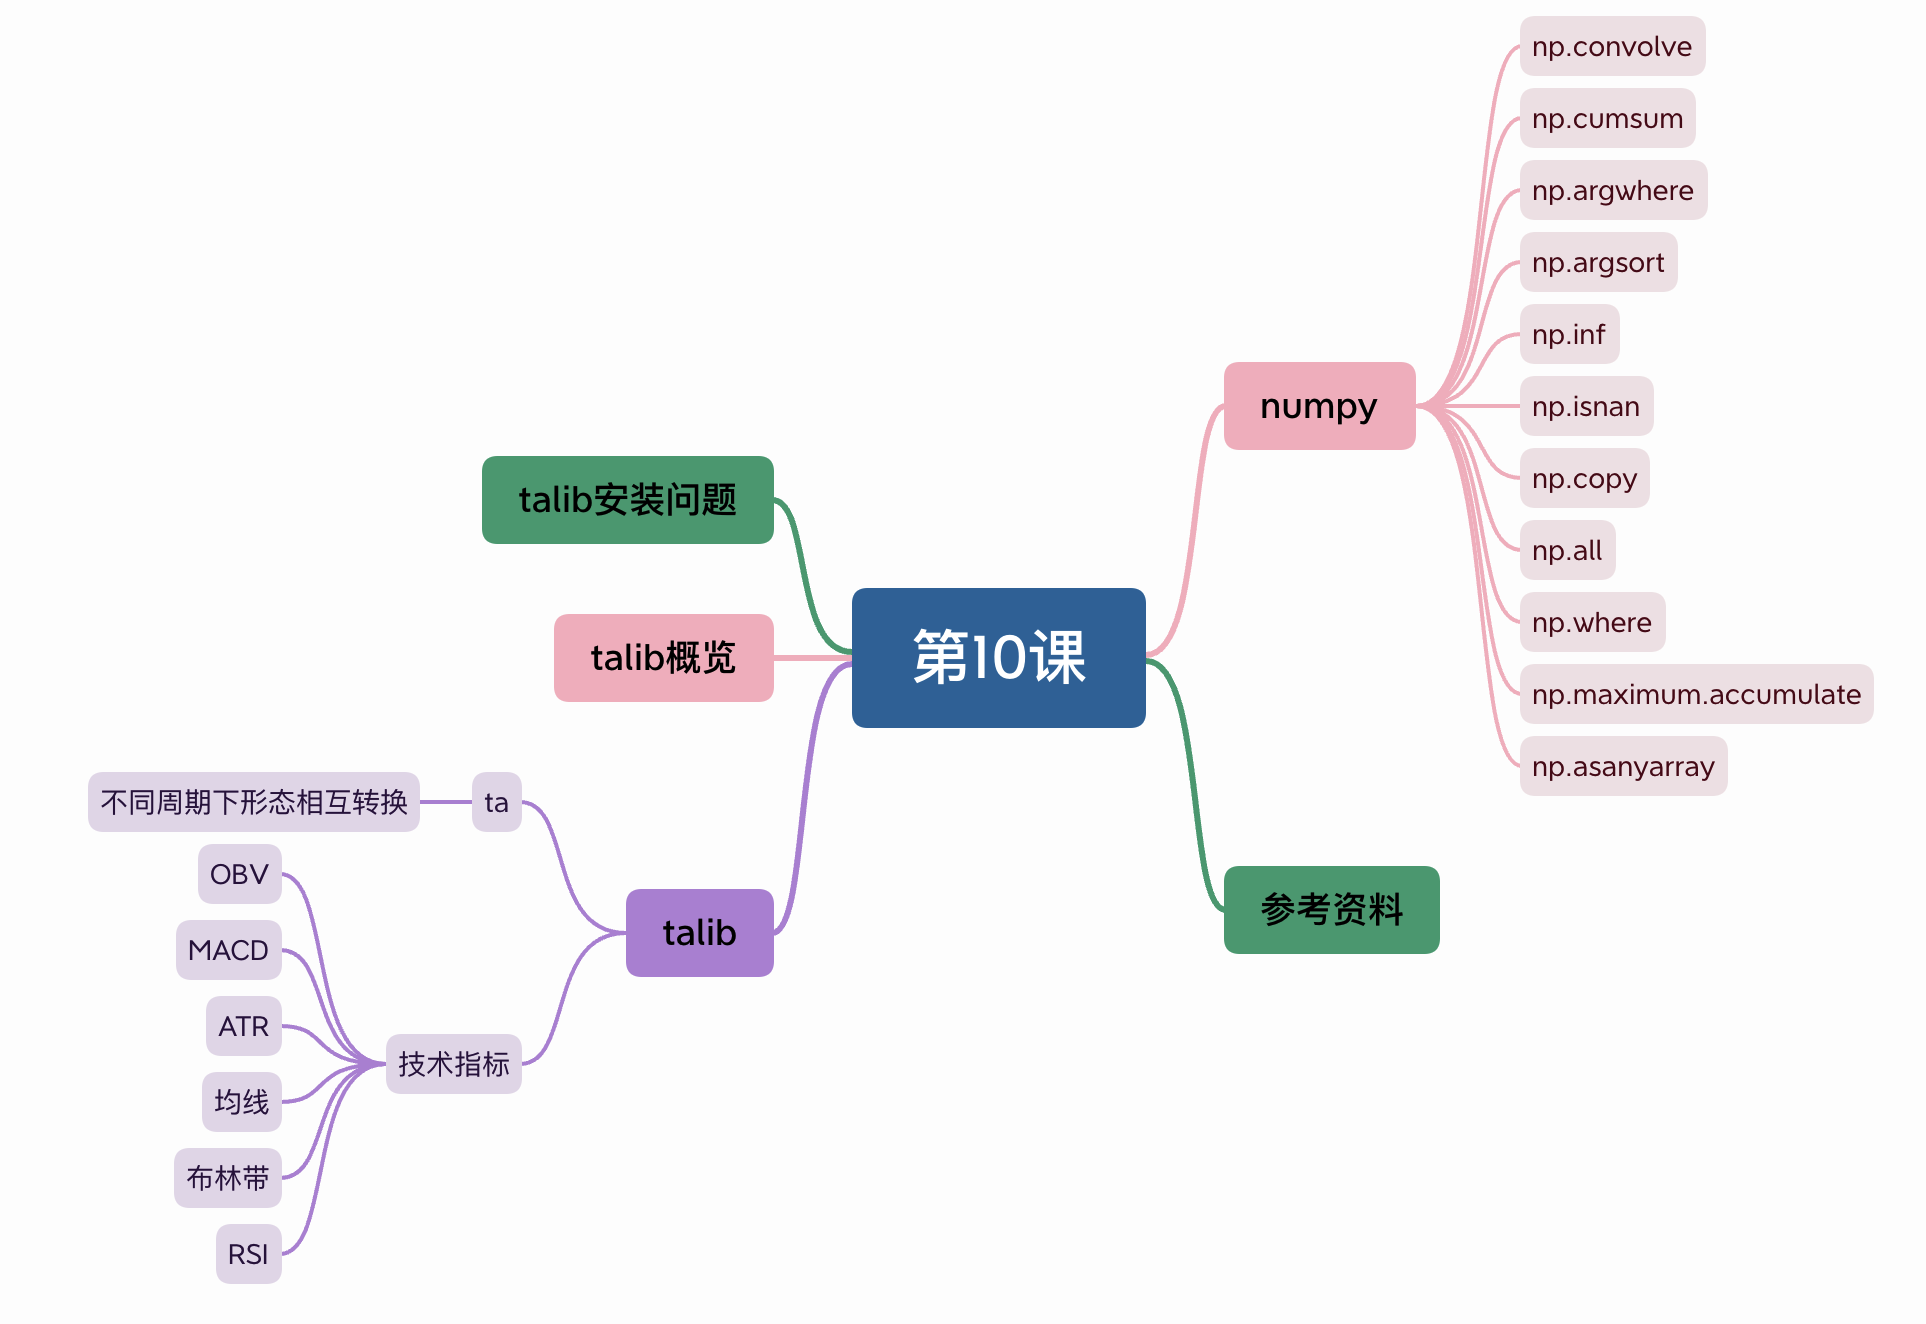 第10课
numpy
np.convolve
np.cumsum
np.argwhere
np.argsort
np.inf
np.isnan
np.copy
np.all
np.where
np.maximum.accumulate
np.asanyarray
参考资料
talib安装问题
talib概览
talib
ta
不同周期下形态相互转换
技术指标
OBV
MACD
ATR
均线
布林带
RSI